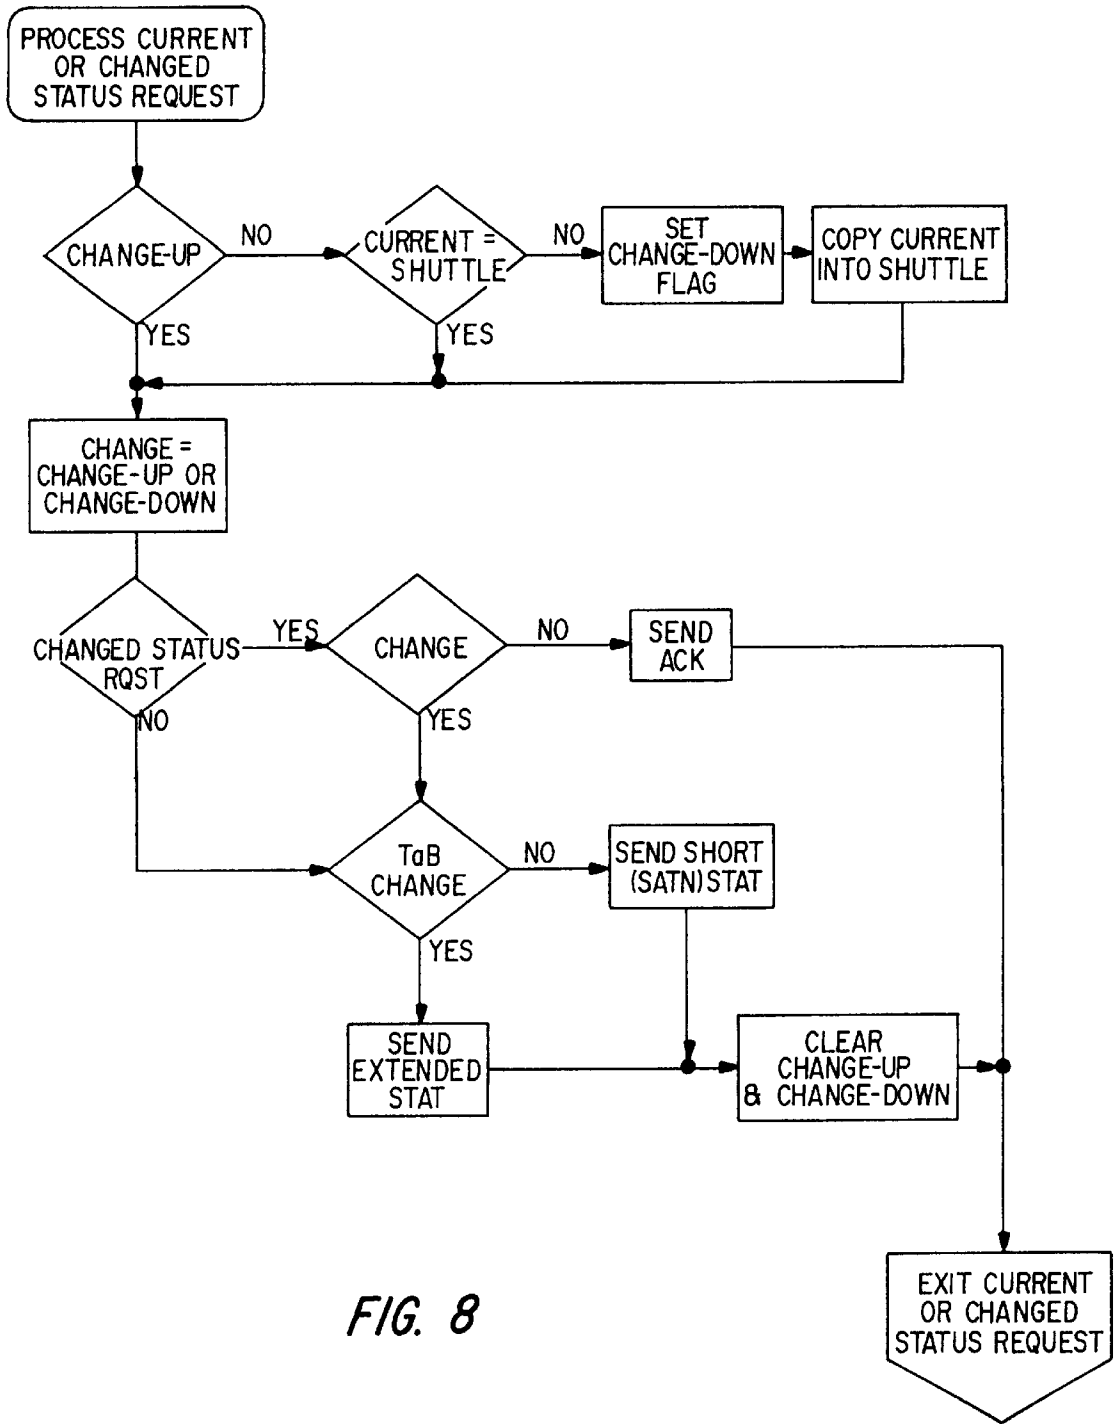 PROCESS CURRENT
OR CHANGED
STATUS REQUEST
CHANGE-UP
NO
CURRENT =
SHUTTLE
NO
SET
CHANGE-DOWN
FLAG
COPY CURRENT
INTO SHUTTLE
YES
YES
CHANGE =
CHANGE-UP OR
CHANGE-DOWN
CHANGED STATUS
RQST
YES
CHANGE
NO
SEND
ACK
NO
YES
TaB
CHANGE
NO
SEND SHORT
(SATN) STAT
YES
SEND
EXTENDED
STAT
CLEAR
CHANGE-UP
& CHANGE-DOWN
EXIT CURRENT
OR CHANGED
STATUS REQUEST
FIG. 8